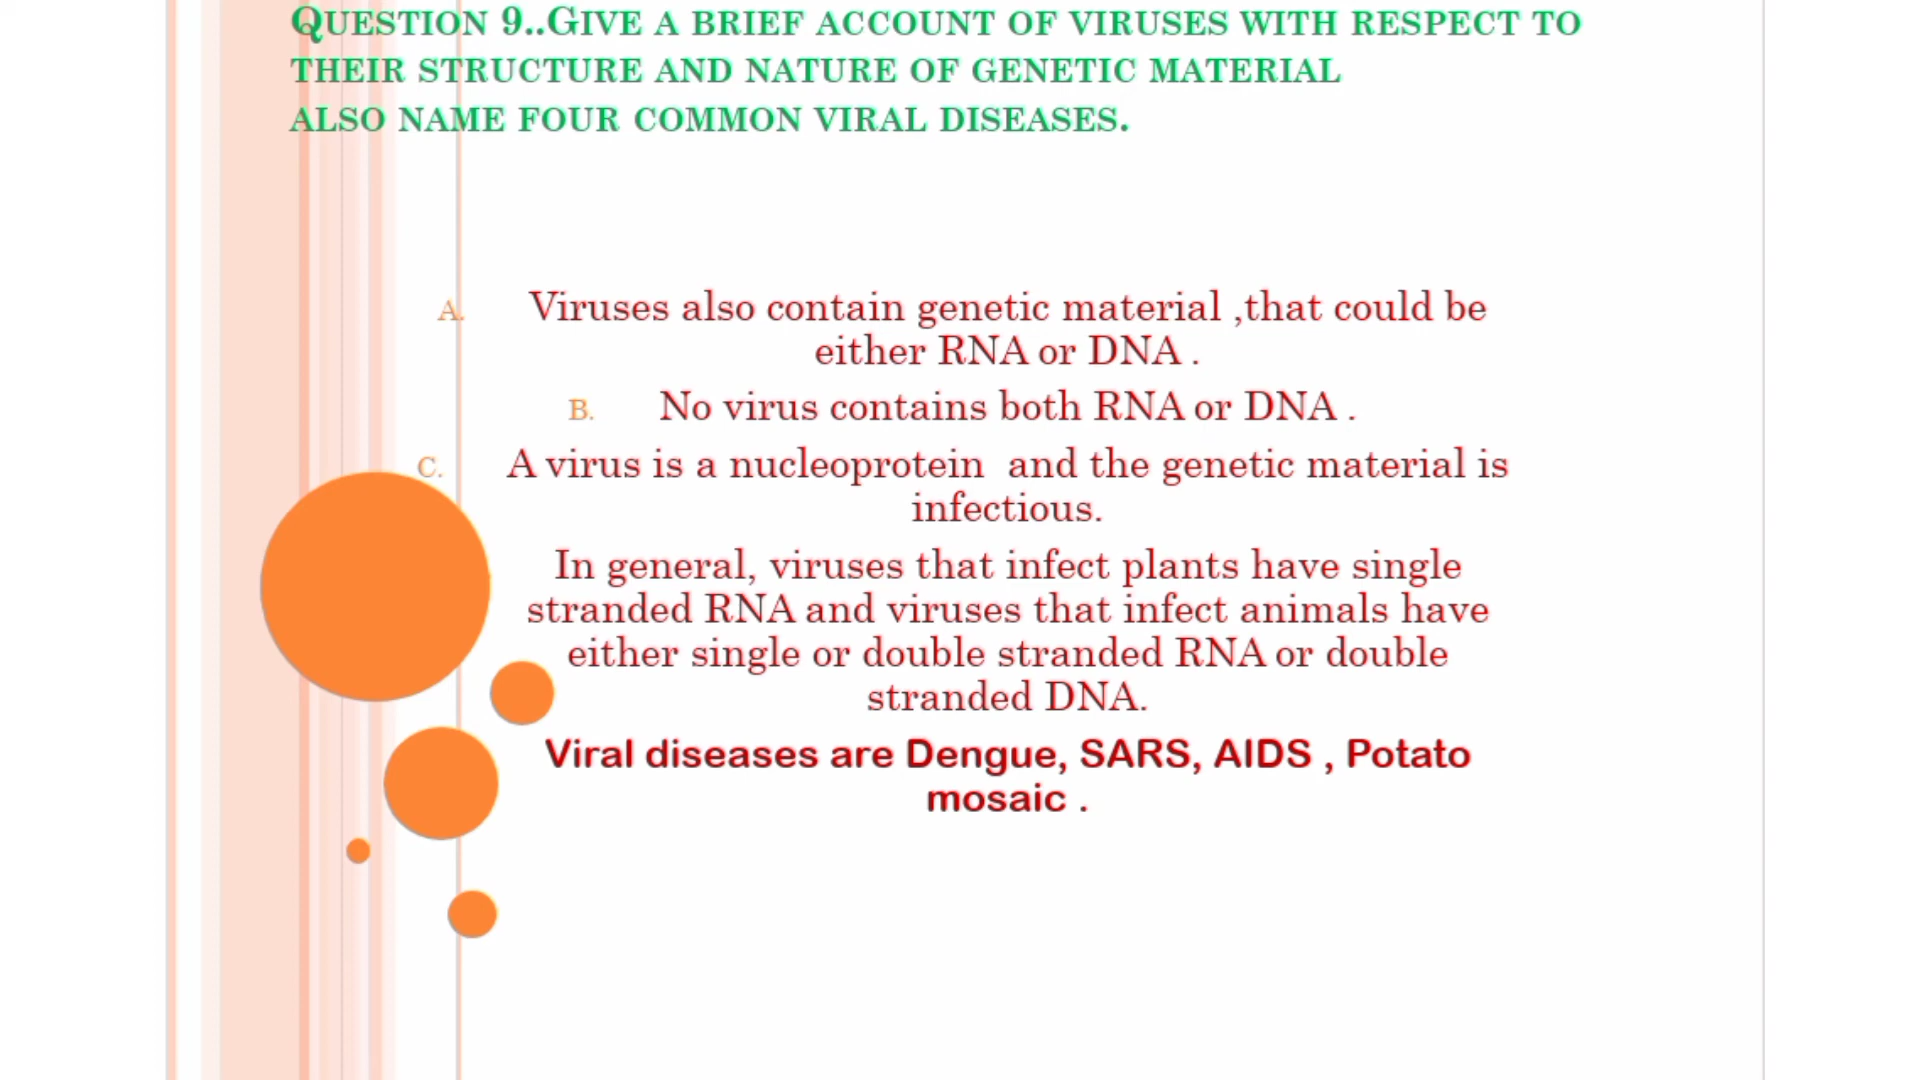 QUESTION 9..GIVE A BRIEF ACCOUNT OF VIRUSES WITH RESPECT TO
THEIR STRUCTURE AND NATURE OF GENETIC MATERIAL
ALSO NAME FOUR COMMON VIRAL DISEASES.
A. Viruses also contain genetic material ,that could be
either RNA or DNA .
B. No virus contains both RNA or DNA .
C. A virus is a nucleoprotein and the genetic material is
infectious.
In general, viruses that infect plants have single
stranded RNA and viruses that infect animals have
either single or double stranded RNA or double
stranded DNA.
Viral diseases are Dengue, SARS, AIDS , Potato
mosaic .